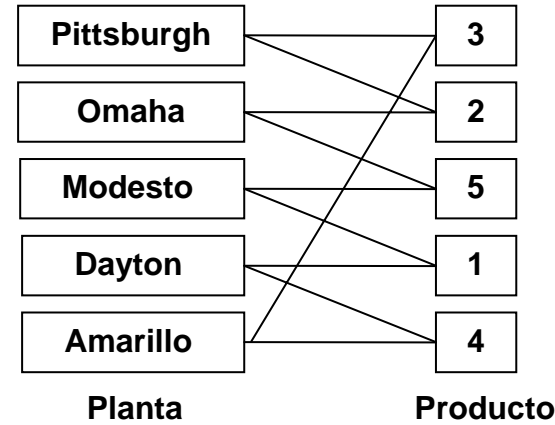 Pittsburgh 3
Omaha 2
Modesto 5
Dayton 1
Amarillo 4
Planta Producto